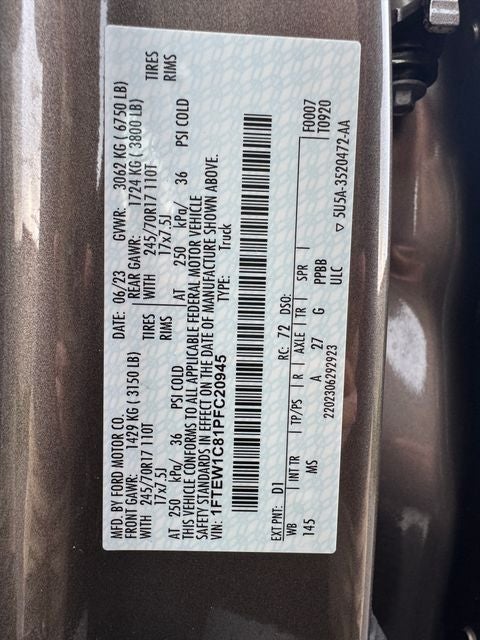 MFD. BY FORD MOTOR CO. DATE: 06/23 GVWR: 3062 KG ( 6750 LB)
FRONT GAWR: 1429 KG ( 3150 LB) REAR GAWR: 1724 KG ( 3800 LB)
WITH 245/70R17 110T TIRES WITH 245/70R17 110T TIRES
17x7.5J RIMS 17x7.5J RIMS
AT 250 kPa/ 36 PSI COLD AT 250 kPa/ 36 PSI COLD
THIS VEHICLE CONFORMS TO ALL APPLICABLE FEDERAL MOTOR VEHICLE
SAFETY STANDARDS IN EFFECT ON THE DATE OF MANUFACTURE SHOWN ABOVE.
VIN: 1FTEW1C81PFC20945 TYPE: Truck
F0007
T0920
EXT PNT: D1 RC: 72 DSO:
WB INT TR TP/PS R AXLE TR SPR
145 MS A 27 G PPBB
ULC
2202306292923
▽ 5U5A-3520472-AA